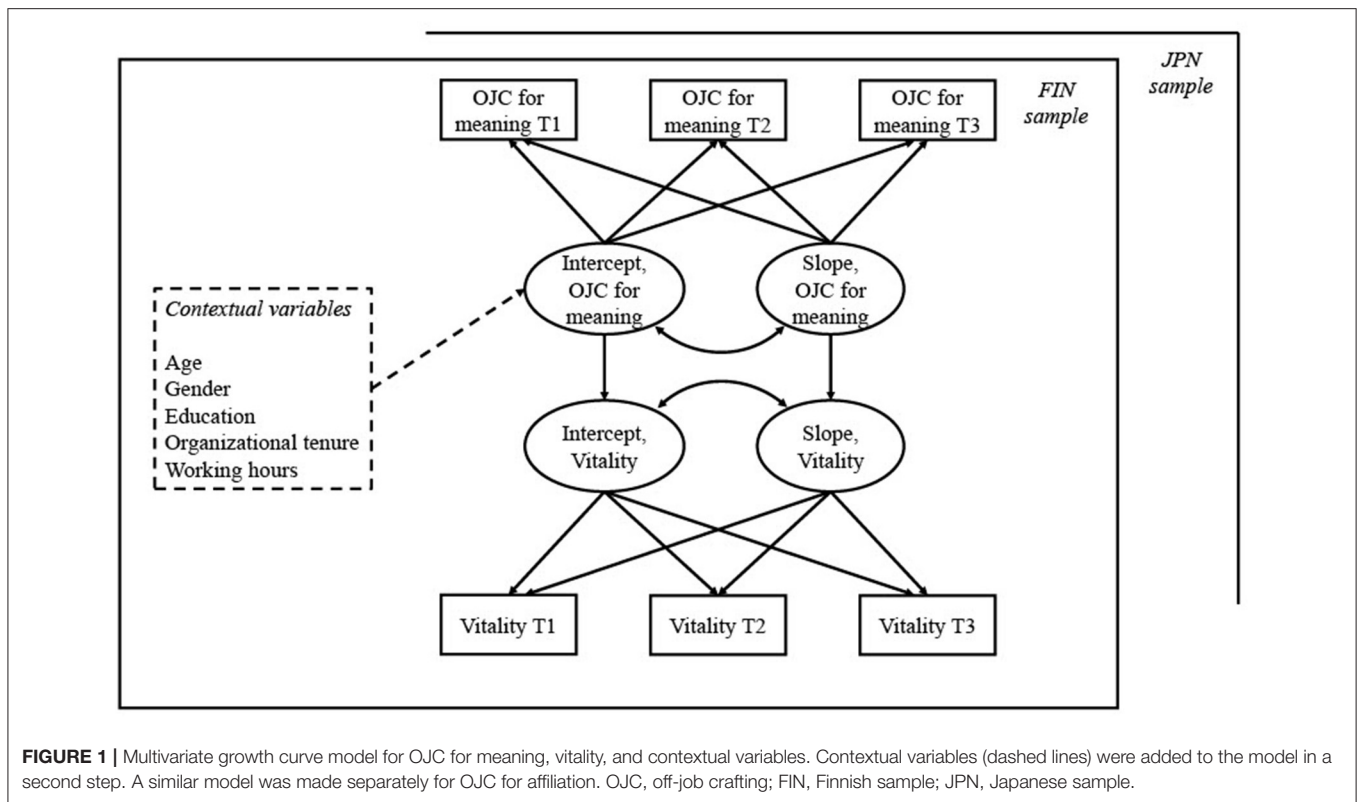 JPN
sample
FIN
sample
OJC for
meaning T1
OJC for
meaning T2
OJC for
meaning T3
Intercept,
OJC for
meaning
Slope,
OJC for
meaning
Contextual variables
Age
Gender
Education
Organizational tenure
Working hours
Intercept,
Vitality
Slope,
Vitality
Vitality T1
Vitality T2
Vitality T3
FIGURE 1 | Multivariate growth curve model for OJC for meaning, vitality, and contextual variables. Contextual variables (dashed lines) were added to the model in a
second step. A similar model was made separately for OJC for affiliation. OJC, off-job crafting; FIN, Finnish sample; JPN, Japanese sample.